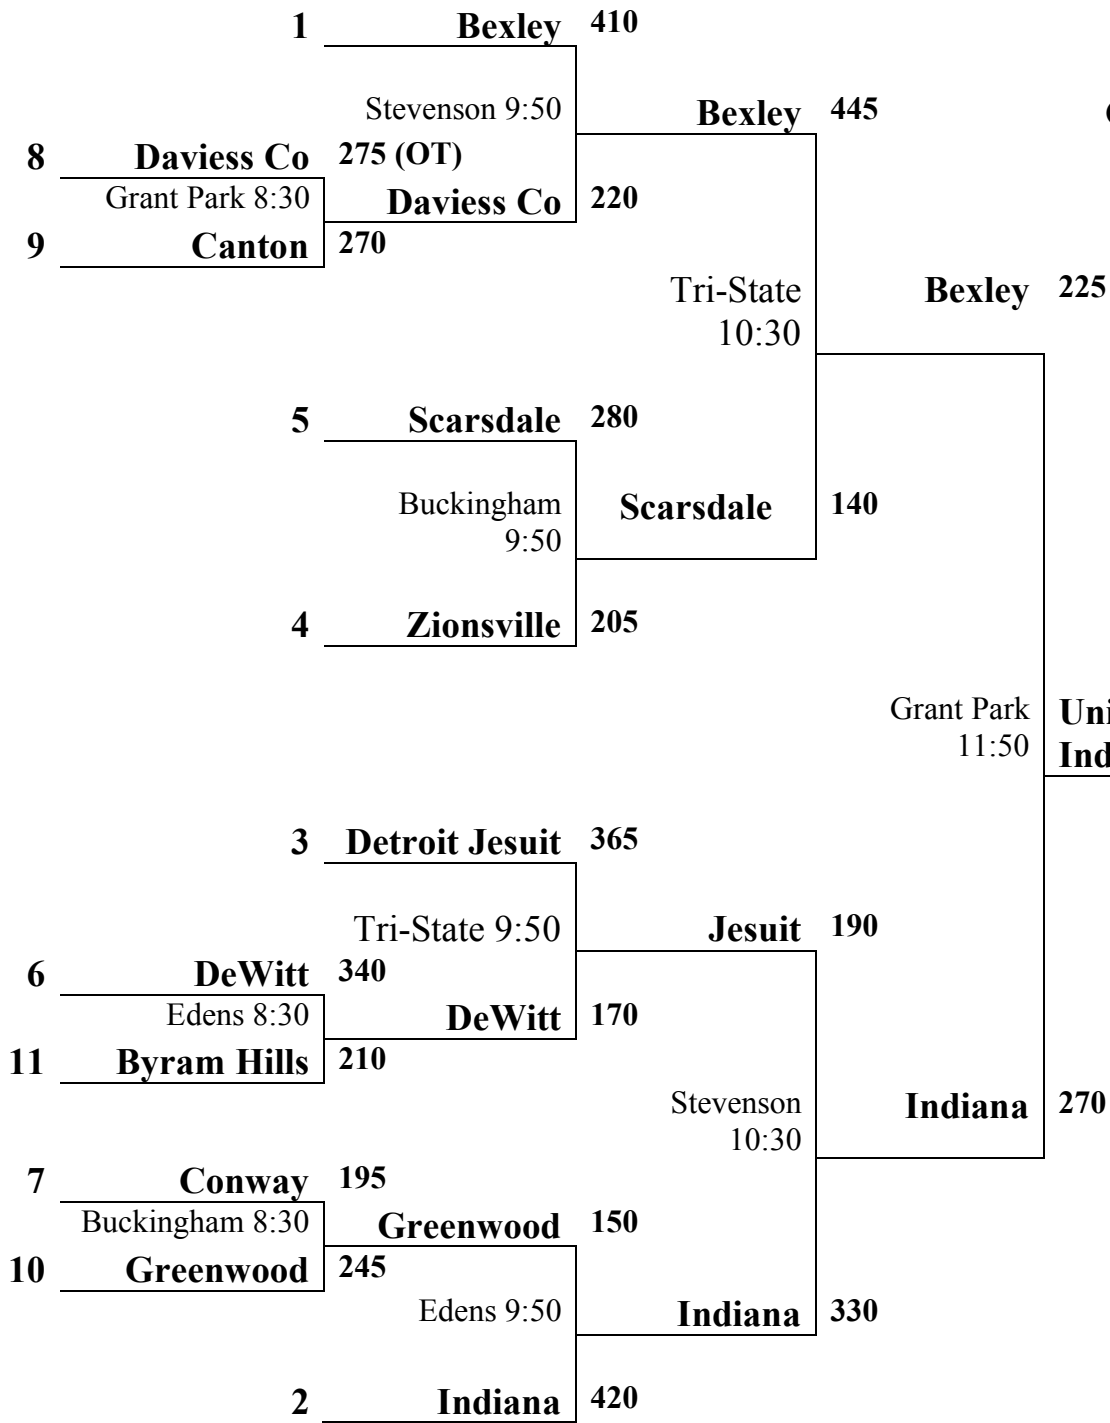 1 Bexley 410
Stevenson 9:50
Bexley 445
8 Daviess Co 275 (OT)
Grant Park 8:30
Daviess Co 220
9 Canton 270
Tri-State
10:30
Bexley 225
5 Scarsdale 280
Buckingham
9:50
Scarsdale 140
4 Zionsville 205
Grant Park
11:50
3 Detroit Jesuit 365
Tri-State 9:50
Jesuit 190
6 DeWitt 340
Edens 8:30
DeWitt 170
11 Byram Hills 210
Stevenson
10:30
Indiana 270
7 Conway 195
Buckingham 8:30
Greenwood 150
10 Greenwood 245
Edens 9:50
Indiana 330
2 Indiana 420